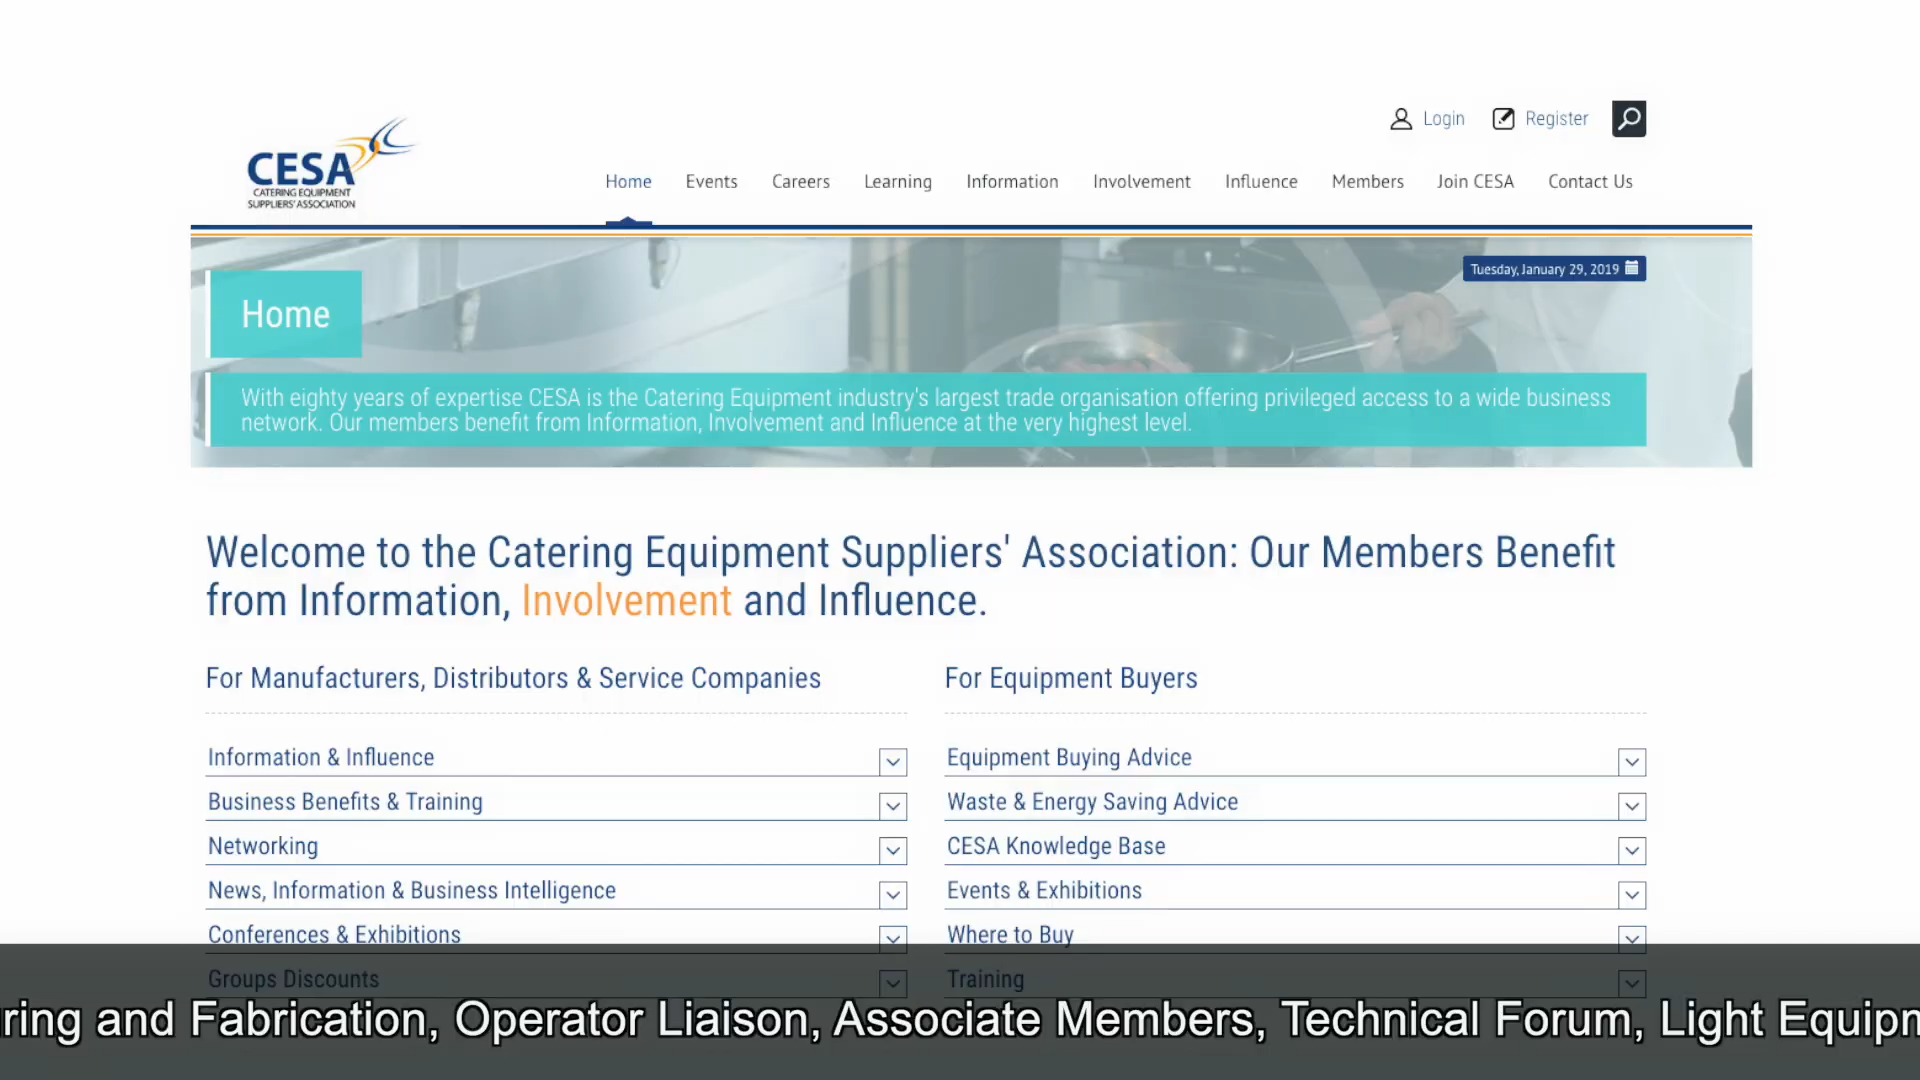 Login Register
CESA
CATERING EQUIPMENT
SUPPLIERS' ASSOCIATION
Home Events Careers Learning Information Involvement Influence Members Join CESA Contact Us
Tuesday, January 29, 2019
Home
With eighty years of expertise CESA is the Catering Equipment industry's largest trade organisation offering privileged access to a wide business
network. Our members benefit from Information, Involvement and Influence at the very highest level.
Welcome to the Catering Equipment Suppliers' Association: Our Members Benefit
from Information, Involvement and Influence.
For Manufacturers, Distributors & Service Companies
Information & Influence
Business Benefits & Training
Networking
News, Information & Business Intelligence
Conferences & Exhibitions
Groups Discounts
For Equipment Buyers
Equipment Buying Advice
Waste & Energy Saving Advice
CESA Knowledge Base
Events & Exhibitions
Where to Buy
Training
ring and Fabrication, Operator Liaison, Associate Members, Technical Forum, Light Equip